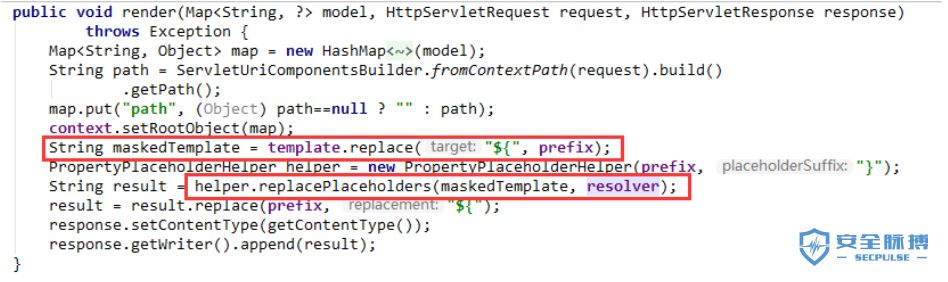 public void render(Map<String, ?> model, HttpServletRequest request, HttpServletResponse response)
throws Exception {
Map<String, Object> map = new HashMap<~>(model);
String path = ServletUriComponentsBuilder.fromContextPath(request).build()
.getPath();
map.put("path", (Object) path==null ? "" : path);
context.setRootObject(map);
String maskedTemplate = template.replace( target: "${", prefix);
PropertyPlaceholderHelper helper = new PropertyPlaceholderHelper(prefix, placeholderSuffix: "}");
String result = helper.replacePlaceholders(maskedTemplate, resolver);
result = result.replace(prefix, replacement: "${");
response.setContentType(getContentType());
response.getWriter().append(result);
}
安全脉搏
SECPULSE